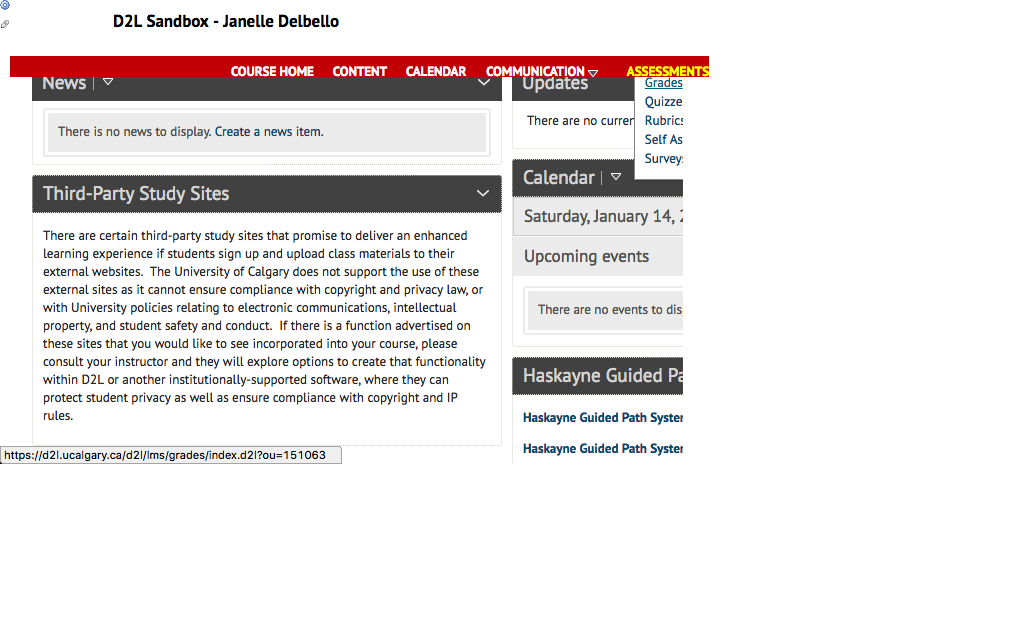 D2L Sandbox - Janelle Delbello
COURSE HOME CONTENT CALENDAR COMMUNICATION ASSESSMENTS
News
There is no news to display. Create a news item.
Third-Party Study Sites
There are certain third-party study sites that promise to deliver an enhanced
learning experience if students sign up and upload class materials to their
external websites. The University of Calgary does not support the use of these
external sites as it cannot ensure compliance with copyright and privacy law, or
with University policies relating to electronic communications, intellectual
property, and student safety and conduct. If there is a function advertised on
these sites that you would like to see incorporated into your course, please
consult your instructor and they will explore options to create that functionality
within D2L or another institutionally-supported software, where they can
protect student privacy as well as ensure compliance with copyright and IP
rules.
Updates
There are no curren
Grades
Quizze
Rubrics
Self As
Surveys
Calendar
Saturday, January 14, 2
Upcoming events
There are no events to dis
Haskayne Guided Pa
Haskayne Guided Path System
Haskayne Guided Path System
https://d2l.ucalgary.ca/d2l/lms/grades/index.d2l?ou=151063